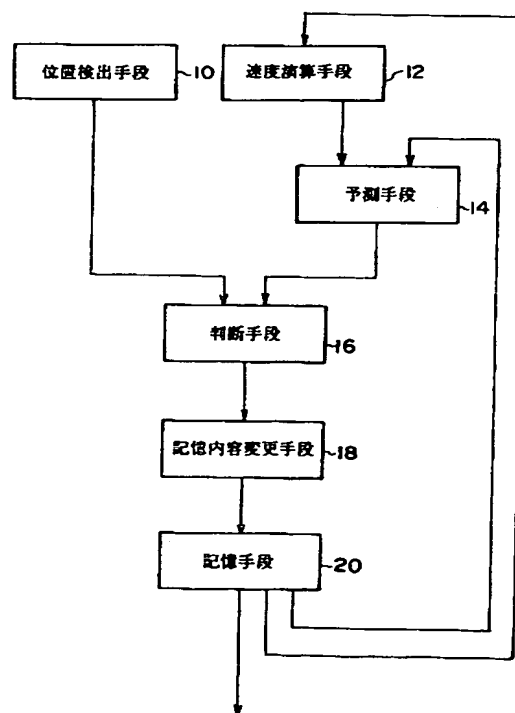 位置検出手段
10
速度演算手段
12
予測手段
14
判断手段
16
記憶内容変更手段
18
記憶手段
20